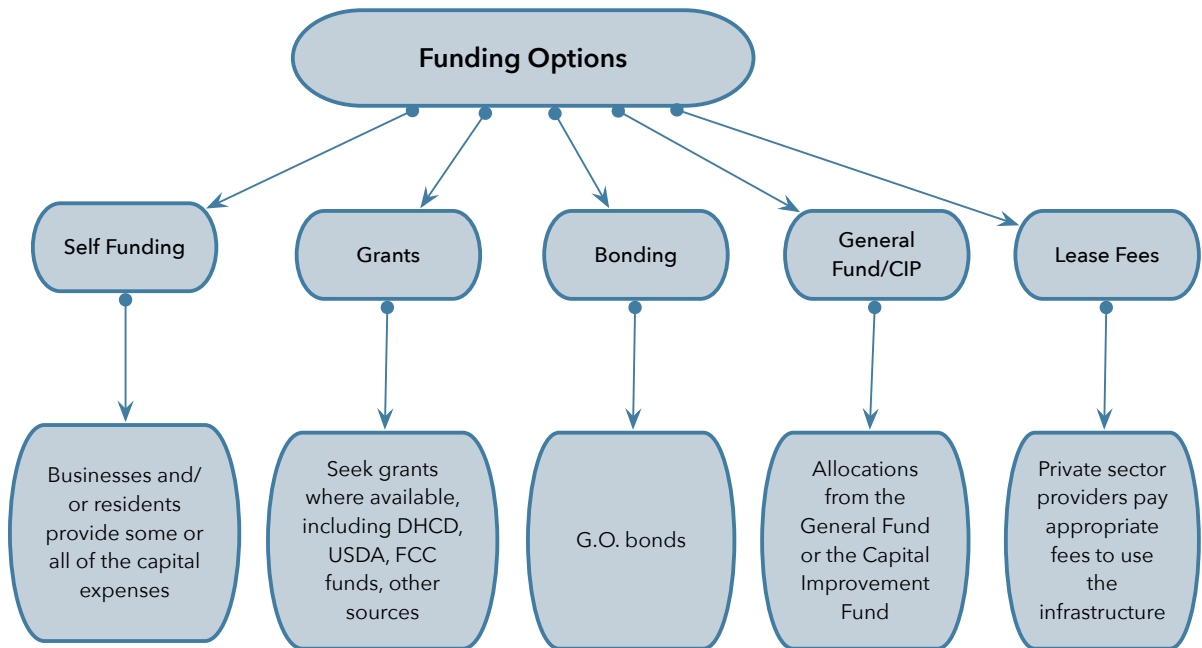 Funding Options
Self Funding
Grants
Bonding
General
Fund/CIP
Lease Fees
Businesses and/
or residents
provide some or
all of the capital
expenses
Seek grants
where available,
including DHCD,
USDA, FCC
funds, other
sources
G.O. bonds
Allocations
from the
General Fund
or the Capital
Improvement
Fund
Private sector
providers pay
appropriate
fees to use
the
infrastructure